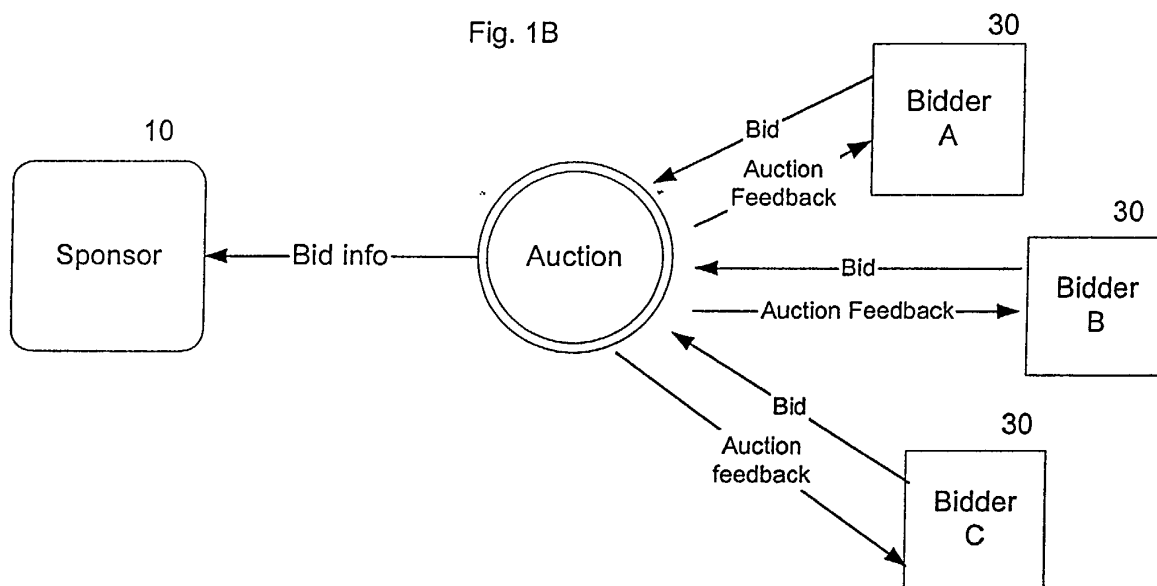 Fig. 1B
30
Bidder
A
10
Bid
Auction
Feedback
Sponsor
Bid info
Auction
30
Bid
Auction Feedback
Bidder
B
Bid
Auction
feedback
30
Bidder
C